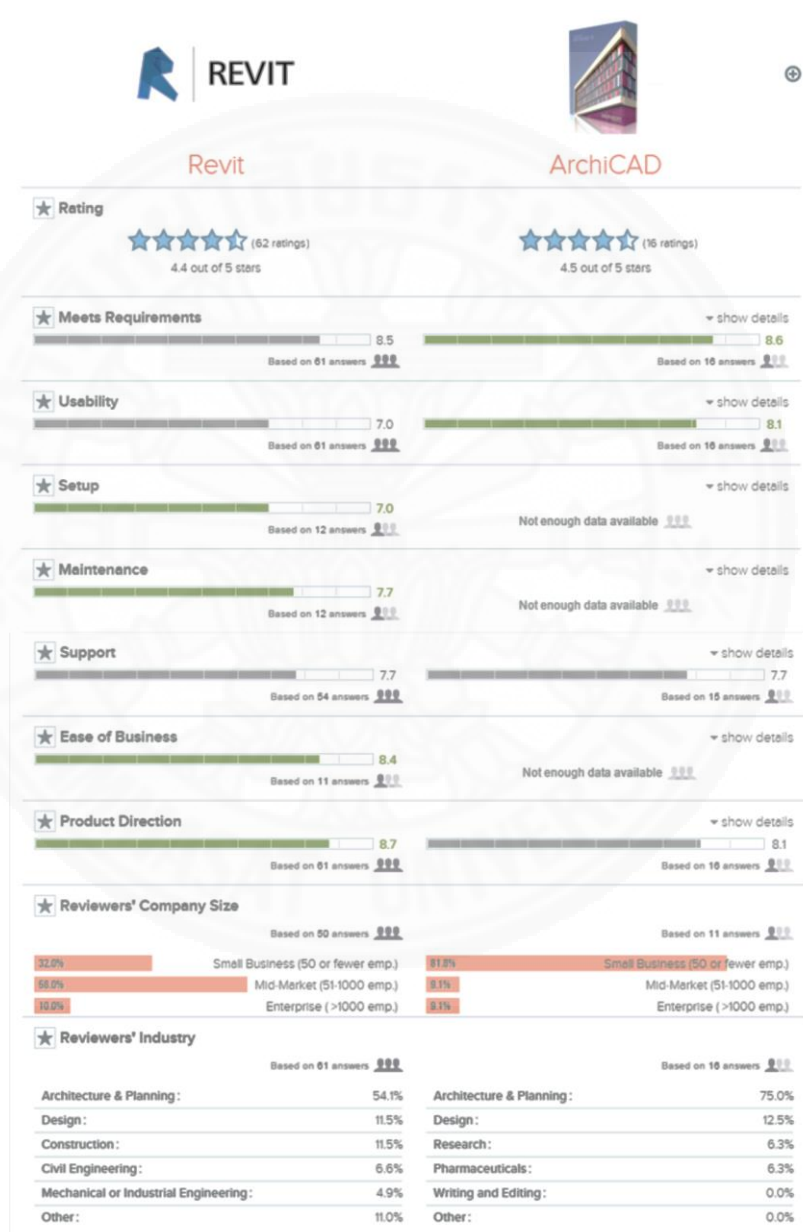 REVIT
Revit
ArchiCAD
Rating
(62 ratings)
4.4 out of 5 stars
(16 ratings)
4.5 out of 5 stars
Meets Requirements
show details
8.5
8.6
Based on 61 answers
Based on 16 answers
Usability
show details
7.0
8.1
Based on 61 answers
Based on 16 answers
Setup
show details
7.0
Based on 12 answers
Not enough data available
Maintenance
show details
7.7
Based on 12 answers
Not enough data available
Support
show details
7.7
7.7
Based on 54 answers
Based on 15 answers
Ease of Business
show details
8.4
Based on 11 answers
Not enough data available
Product Direction
show details
8.7
8.1
Based on 61 answers
Based on 16 answers
Reviewers' Company Size
Based on 50 answers
Based on 11 answers
32.0% Small Business (50 or fewer emp.)
58.0% Mid-Market (51-1000 emp.)
10.0% Enterprise (>1000 emp.)
81.8% Small Business (50 or fewer emp.)
9.1% Mid-Market (51-1000 emp.)
9.1% Enterprise (>1000 emp.)
Reviewers' Industry
Based on 61 answers
Based on 16 answers
Architecture & Planning: 54.1%
Design: 11.5%
Construction: 11.5%
Civil Engineering: 6.6%
Mechanical or Industrial Engineering: 4.9%
Other: 11.0%
Architecture & Planning: 75.0%
Design: 12.5%
Research: 6.3%
Pharmaceuticals: 6.3%
Writing and Editing: 0.0%
Other: 0.0%